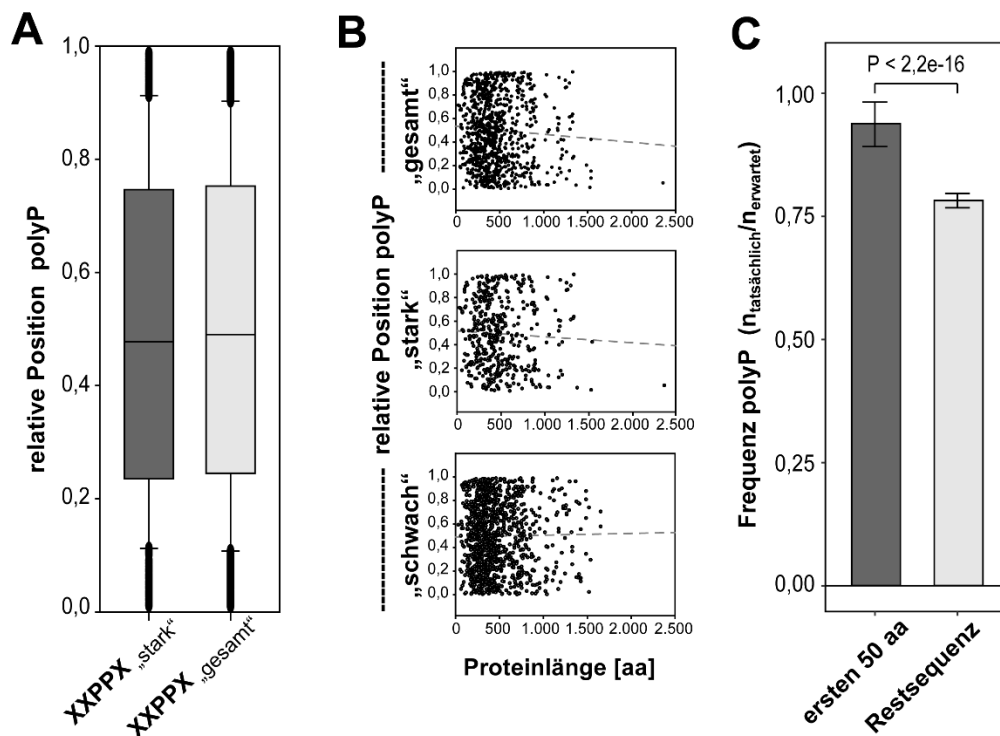 A
relative Position polyP
1,0
0,8
0,6
0,4
0,2
0,0
XXPPX „stark“
XXPPX „gesamt“
B
relative Position polyP
„gesamt“
1,0
0,8
0,6
0,4
0,2
0,0
0 500 1.000 1.500 2.000 2.500
„stark“
1,0
0,8
0,6
0,4
0,2
0,0
0 500 1.000 1.500 2.000 2.500
„schwach“
1,0
0,8
0,6
0,4
0,2
0,0
0 500 1.000 1.500 2.000 2.500
Proteinlänge [aa]
C
Frequenz polyP (n tatsächlich/n erwartet)
P < 2,2e-16
1,00
0,75
0,50
0,25
0,00
ersten 50 aa
Restsequenz